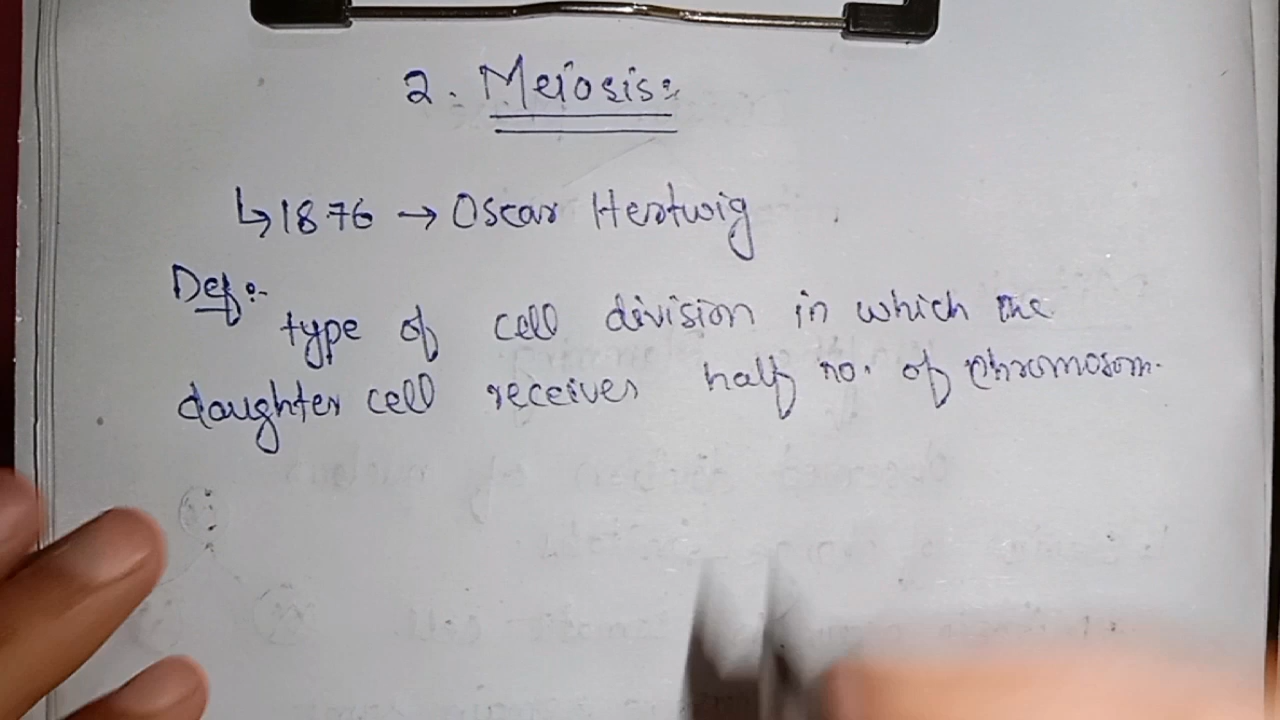 2. Meiosis:
↳1876 → Oscar Hertwig
Def:-
type of cell division in which the
daughter cell receives half no. of chromosom.